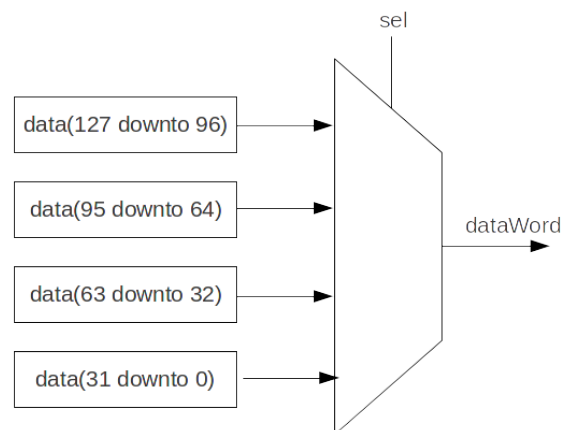 sel
data(127 downto 96)
data(95 downto 64)
dataWord
data(63 downto 32)
data(31 downto 0)